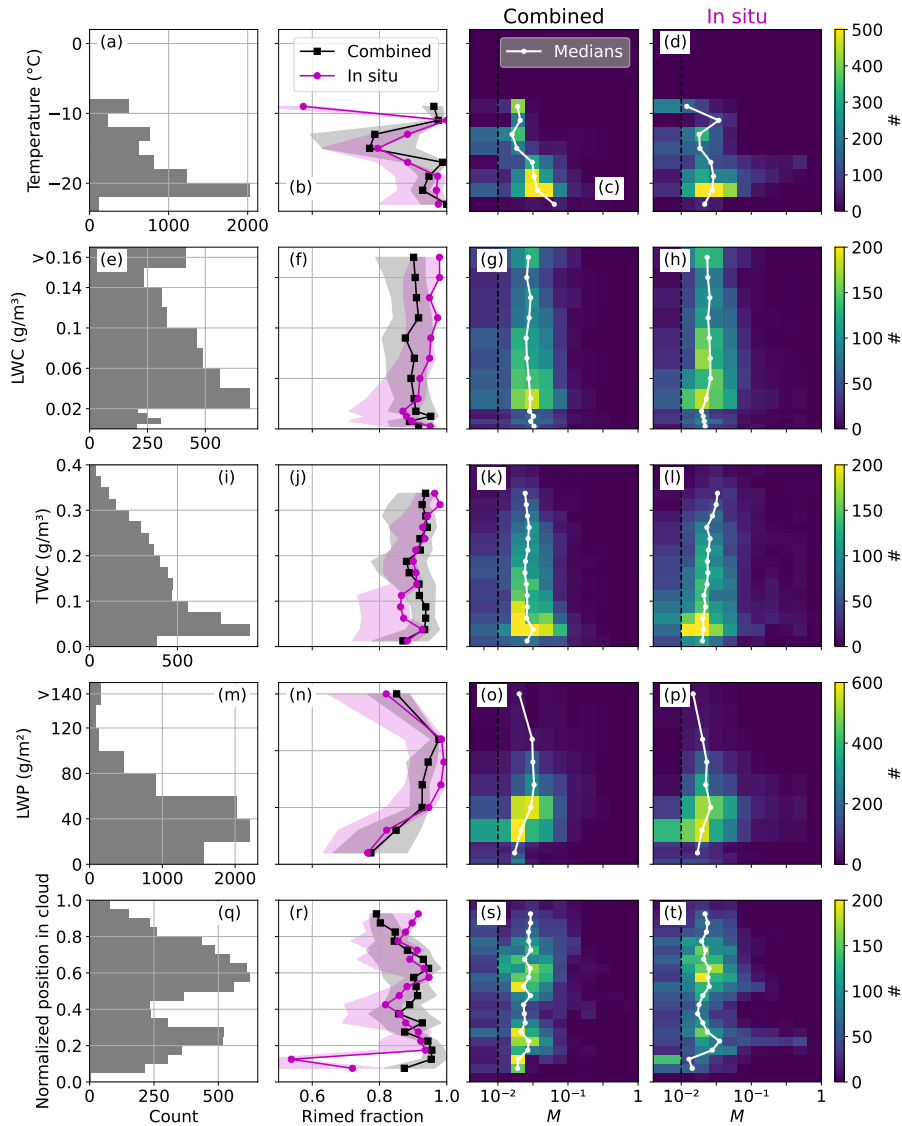 Combined
In situ
(a)
Combined
In situ
(b)
Medians
(c)
(d)
Temperature (°C)
0
−10
−20
0
1000
2000
500
400
300
200
100
0
#
(e)
(f)
(g)
(h)
LWC (g/m³)
>0.16
0.14
0.1
0.06
0.02
0
250
500
200
150
100
50
0
#
(i)
(j)
(k)
(l)
TWC (g/m³)
0.4
0.3
0.2
0.1
0.0
500
200
150
100
50
0
#
(m)
(n)
(o)
(p)
LWP (g/m²)
>140
120
80
40
0
0
1000
2000
600
400
200
0
#
(q)
(r)
(s)
(t)
Normalized position in cloud
1.0
0.8
0.6
0.4
0.2
0.0
0
250
500
Count
0.6
0.8
1.0
Rimed fraction
10⁻²
10⁻¹
1
M
10⁻²
10⁻¹
1
M
200
150
100
50
0
#